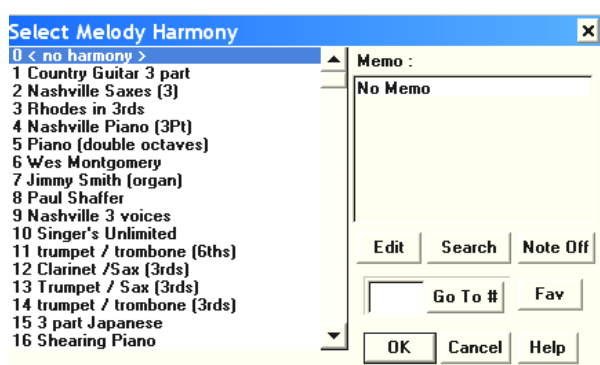 Select Melody Harmony
0 < no harmony >
1 Country Guitar 3 part
2 Nashville Saxes (3)
3 Rhodes in 3rds
4 Nashville Piano (3Pt)
5 Piano (double octaves)
6 Wes Montgomery
7 Jimmy Smith (organ)
8 Paul Shaffer
9 Nashville 3 voices
10 Singer's Unlimited
11 trumpet / trombone (6ths)
12 Clarinet /Sax (3rds)
13 Trumpet / Sax (3rds)
14 trumpet / trombone (3rds)
15 3 part Japanese
16 Shearing Piano
Memo :
No Memo
Edit Search Note Off
Go To # Fav
OK Cancel Help